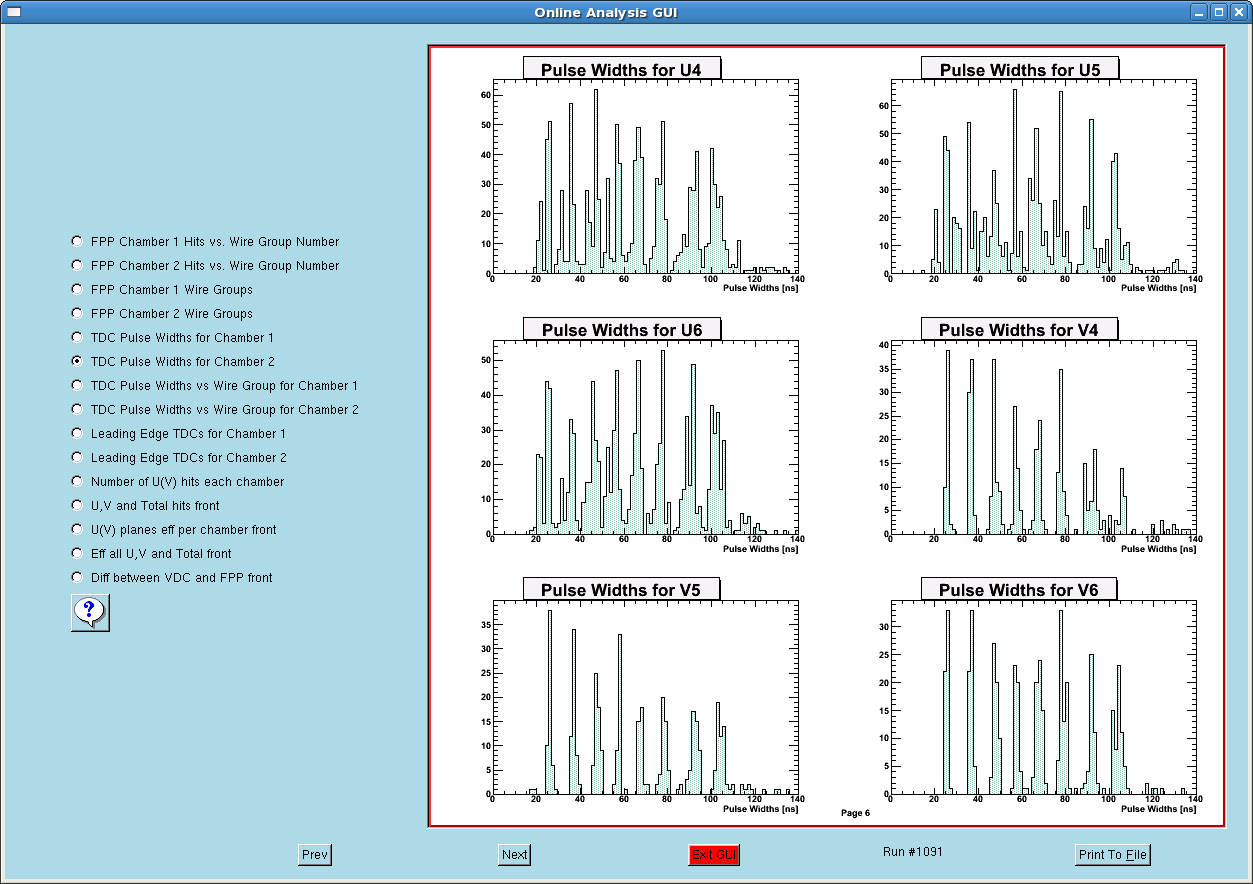 Online Analysis GUI
FPP Chamber 1 Hits vs. Wire Group Number
FPP Chamber 2 Hits vs. Wire Group Number
FPP Chamber 1 Wire Groups
FPP Chamber 2 Wire Groups
TDC Pulse Widths for Chamber 1
TDC Pulse Widths for Chamber 2
TDC Pulse Widths vs Wire Group for Chamber 1
TDC Pulse Widths vs Wire Group for Chamber 2
Leading Edge TDCs for Chamber 1
Leading Edge TDCs for Chamber 2
Number of U(V) hits each chamber
U,V and Total hits front
U(V) planes eff per chamber front
Eff all U,V and Total front
Diff between VDC and FPP front
?
Pulse Widths for U4
60
50
40
30
20
10
0
0 20 40 60 80 100 120 140
Pulse Widths [ns]
Pulse Widths for U5
60
50
40
30
20
10
0
0 20 40 60 80 100 120 140
Pulse Widths [ns]
Pulse Widths for U6
50
40
30
20
10
0
0 20 40 60 80 100 120 140
Pulse Widths [ns]
Pulse Widths for V4
40
35
30
25
20
15
10
5
0
0 20 40 60 80 100 120 140
Pulse Widths [ns]
Pulse Widths for V5
35
30
25
20
15
10
5
0
0 20 40 60 80 100 120 140
Pulse Widths [ns]
Pulse Widths for V6
30
25
20
15
10
5
0
0 20 40 60 80 100 120 140
Pulse Widths [ns]
Page 6
Prev
Next
Exit GUI
Run #1091
Print To File